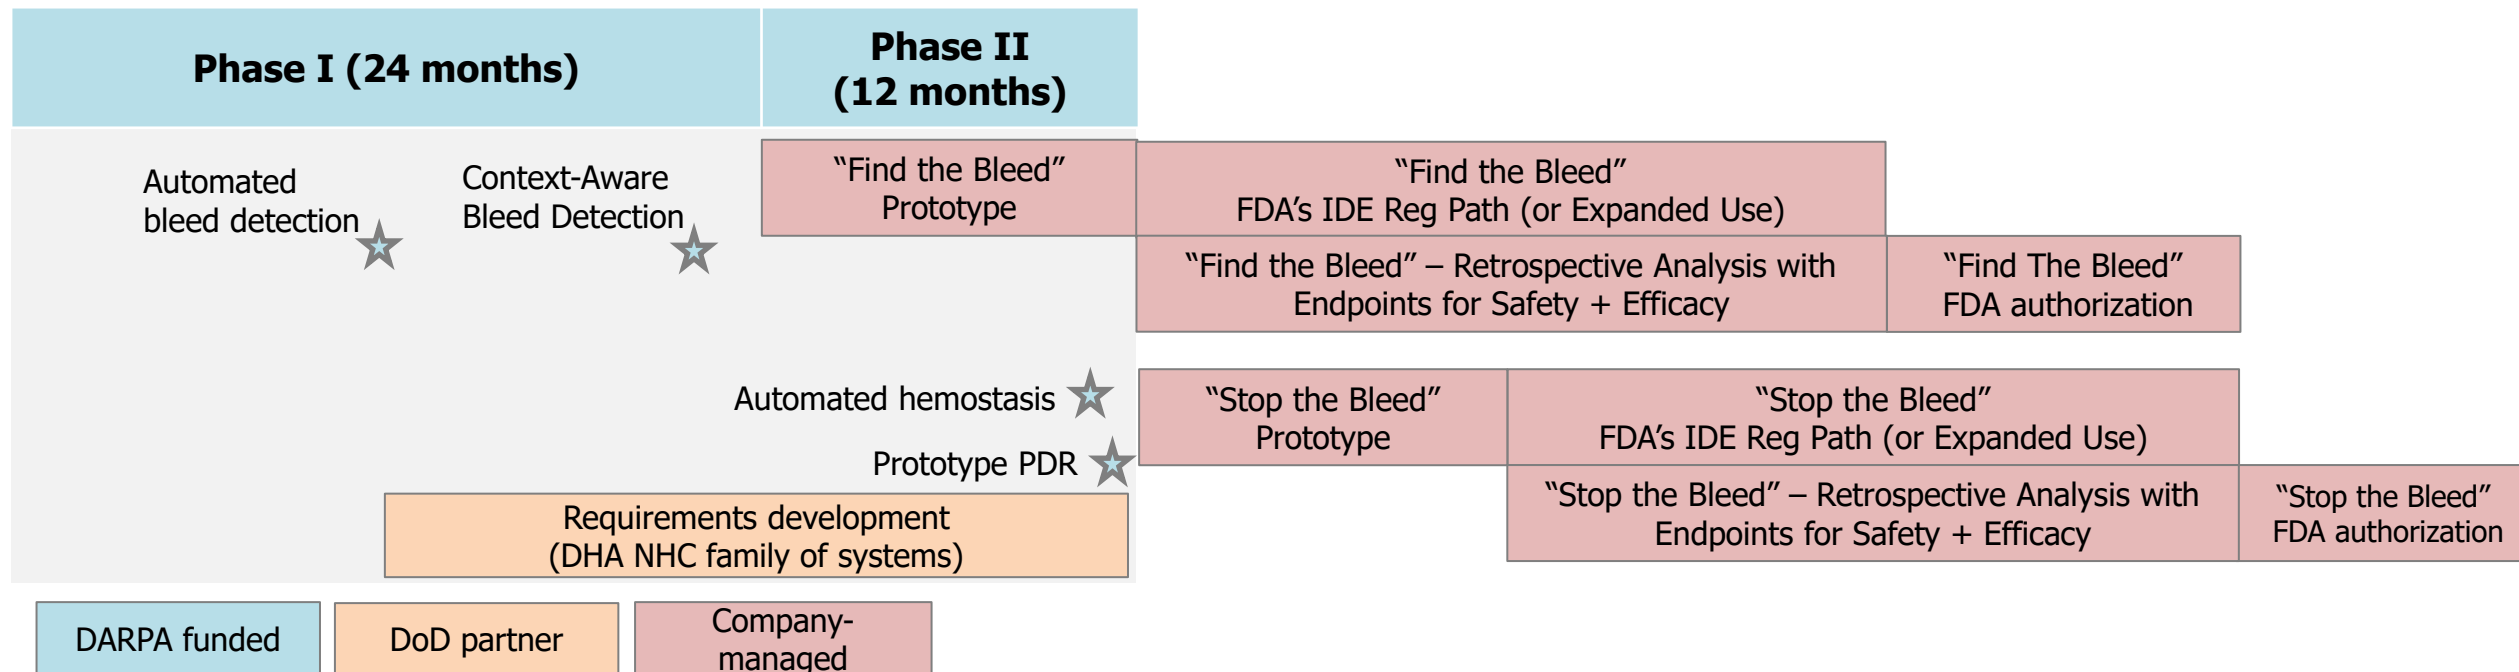 Phase I (24 months)
Phase II
(12 months)
Automated
bleed detection
Context-Aware
Bleed Detection
“Find the Bleed”
Prototype
“Find the Bleed”
FDA’s IDE Reg Path (or Expanded Use)
“Find the Bleed” – Retrospective Analysis with
Endpoints for Safety + Efficacy
“Find The Bleed”
FDA authorization
Automated hemostasis
Prototype PDR
“Stop the Bleed”
Prototype
“Stop the Bleed”
FDA’s IDE Reg Path (or Expanded Use)
“Stop the Bleed” – Retrospective Analysis with
Endpoints for Safety + Efficacy
“Stop the Bleed”
FDA authorization
Requirements development
(DHA NHC family of systems)
DARPA funded
DoD partner
Company-
managed